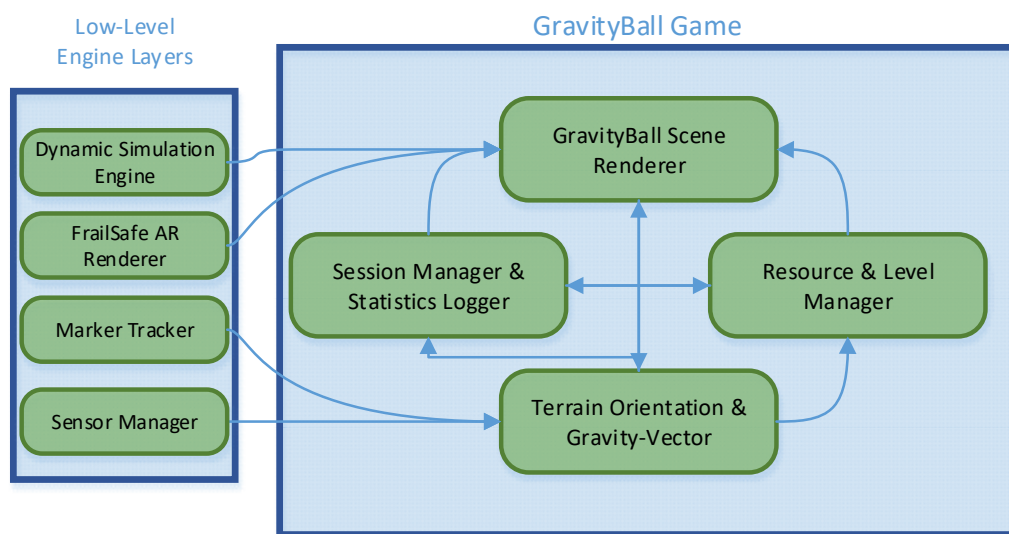 Low-Level
Engine Layers
GravityBall Game
Dynamic Simulation
Engine
FrailSafe AR
Renderer
Marker Tracker
Sensor Manager
GravityBall Scene
Renderer
Session Manager &
Statistics Logger
Resource & Level
Manager
Terrain Orientation &
Gravity-Vector